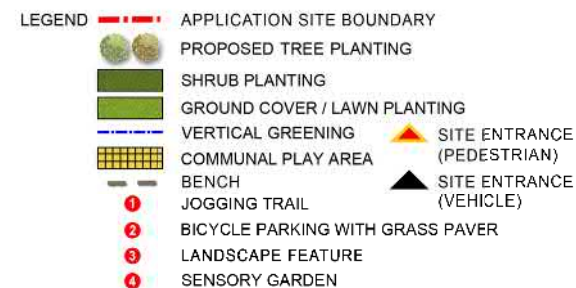 LEGEND APPLICATION SITE BOUNDARY
PROPOSED TREE PLANTING
SHRUB PLANTING
GROUND COVER / LAWN PLANTING
VERTICAL GREENING
COMMUNAL PLAY AREA
BENCH
1 JOGGING TRAIL
2 BICYCLE PARKING WITH GRASS PAVER
3 LANDSCAPE FEATURE
4 SENSORY GARDEN
SITE ENTRANCE
(PEDESTRIAN)
SITE ENTRANCE
(VEHICLE)